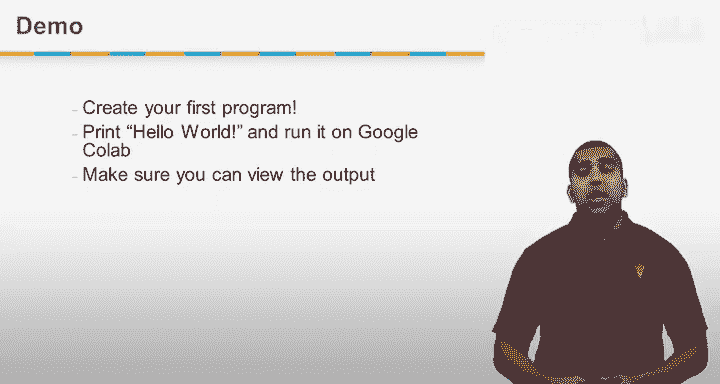 Demo
- Create your first program!
- Print “Hello World!” and run it on Google
Colab
- Make sure you can view the output